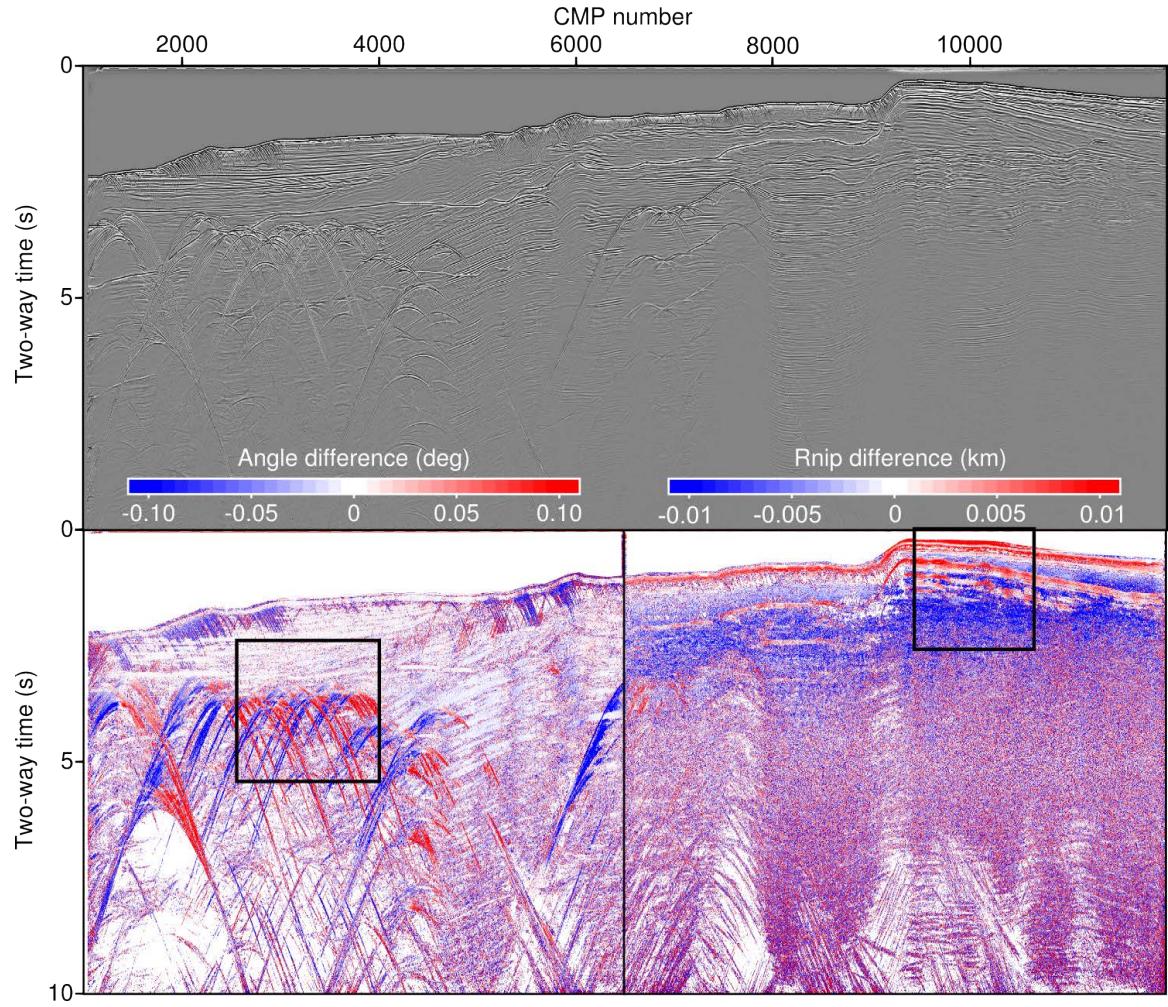 CMP number
2000 4000 6000 8000 10000
0
Two-way time (s)
5
Angle difference (deg) Rnip difference (km)
-0.10 -0.05 0 0.05 0.10 -0.01 -0.005 0 0.005 0.01
0
Two-way time (s)
5
10